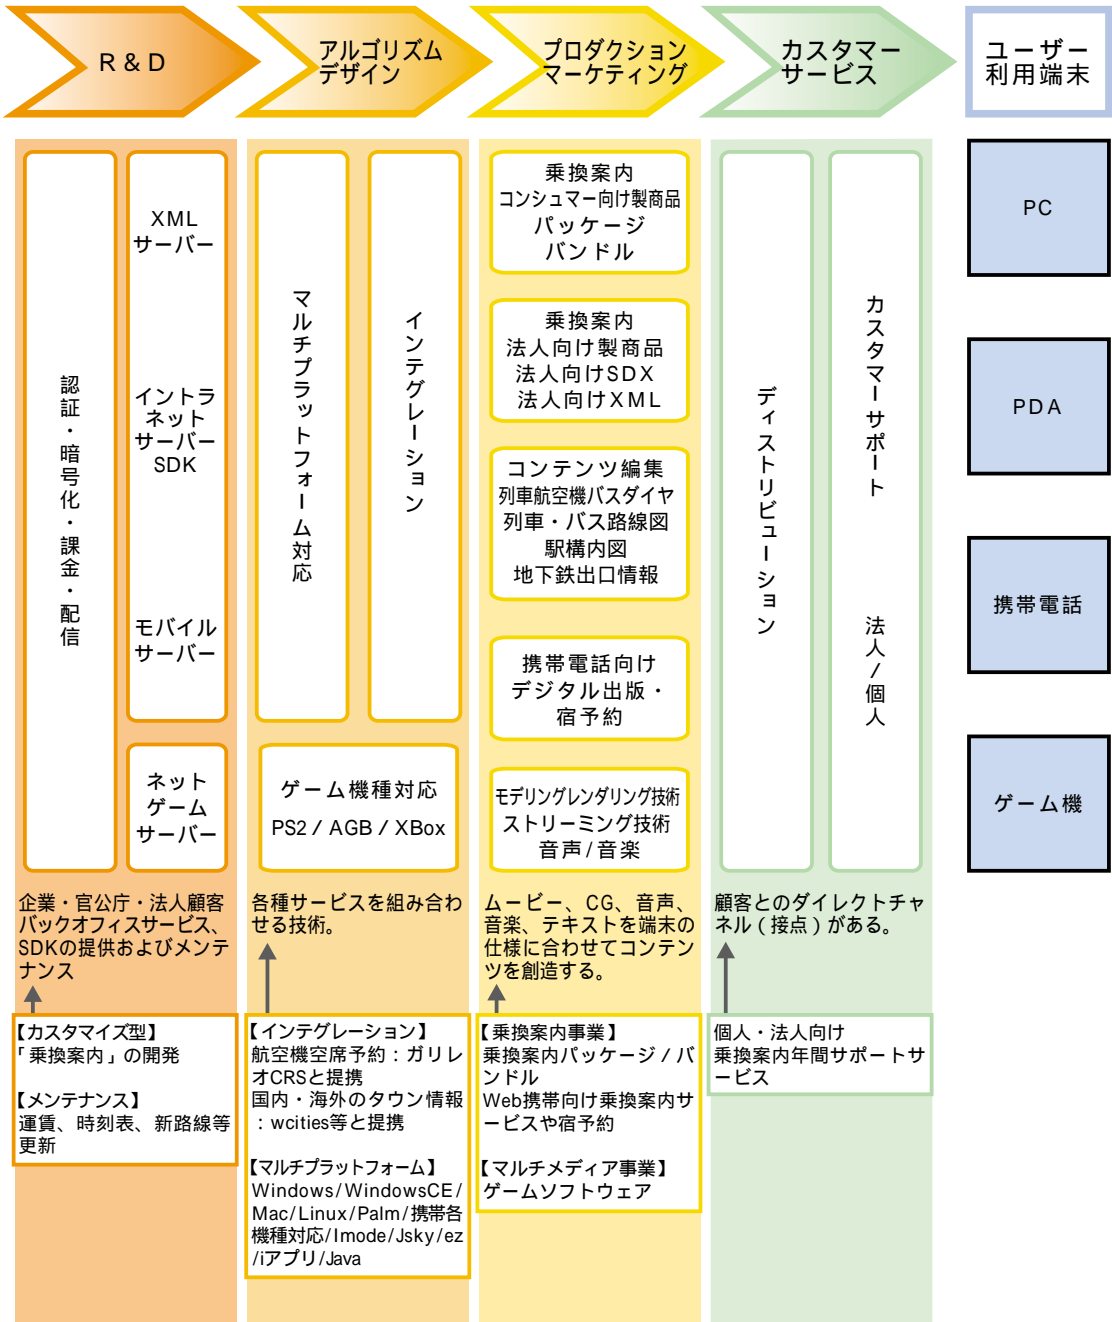 R & D
アルゴリズム
デザイン
プロダクション
マーケティング
カスタマー
サービス
ユーザー
利用端末
認証・暗号化・課金・配信
XML
サーバー
イントラ
ネット
サーバー
SDK
モバイル
サーバー
ネット
ゲーム
サーバー
マルチプラットフォーム対応
インテグレーション
ゲーム機種対応
PS2 / AGB / XBox
乗換案内
コンシュマー向け製商品
パッケージ
バンドル
乗換案内
法人向け製商品
法人向けSDX
法人向けXML
コンテンツ編集
列車航空機バスダイヤ
列車・バス路線図
駅構内図
地下鉄出口情報
携帯電話向け
デジタル出版・
宿予約
モデリングレンダリング技術
ストリーミング技術
音声/音楽
ディストリビューション
カスタマーサポート 法人/個人
PC
PDA
携帯電話
ゲーム機
企業・官公庁・法人顧客
バックオフィスサービス、
SDKの提供およびメンテ
ナンス
各種サービスを組み合わ
せる技術。
ムービー、CG、音声、
音楽、テキストを端末の
仕様に合わせてコンテン
ツを創造する。
顧客とのダイレクトチャ
ネル(接点)がある。
【カスタマイズ型】
「乗換案内」の開発
【メンテナンス】
運賃、時刻表、新路線等
更新
【インテグレーション】
航空機空席予約:ガリレ
オCRSと提携
国内・海外のタウン情報
:wcities等と提携
【マルチプラットフォーム】
Windows/WindowsCE/
Mac/Linux/Palm/携帯各
機種対応/Imode/Jsky/ez
/iアプリ/Java
【乗換案内事業】
乗換案内パッケージ/バ
ンドル
Web携帯向け乗換案内サ
ービスや宿予約
【マルチメディア事業】
ゲームソフトウェア
個人・法人向け
乗換案内年間サポートサ
ービス